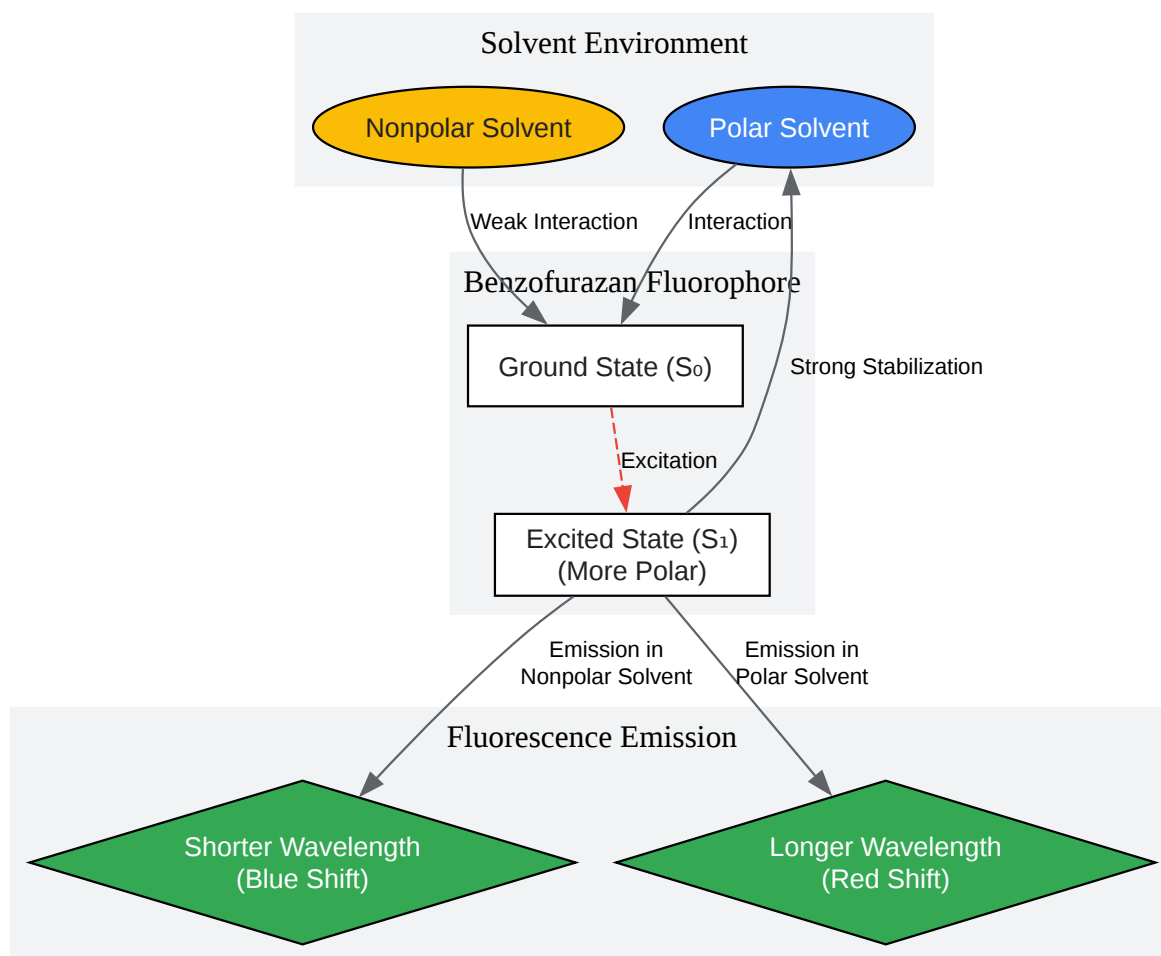 Solvent Environment
Nonpolar Solvent
Polar Solvent
Weak Interaction
Interaction
Benzofurazan Fluorophore
Ground State (S₀)
Strong Stabilization
Excitation
Excited State (S₁)
(More Polar)
Emission in
Nonpolar Solvent
Emission in
Polar Solvent
Fluorescence Emission
Shorter Wavelength
(Blue Shift)
Longer Wavelength
(Red Shift)